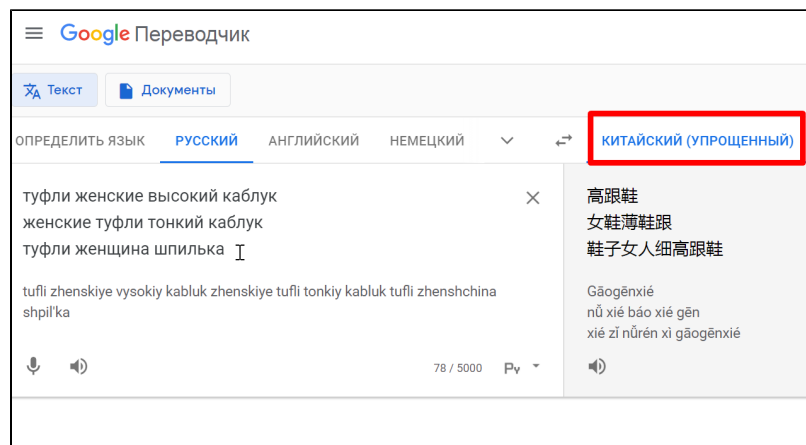 Google Переводчик
Текст
Документы
ОПРЕДЕЛИТЬ ЯЗЫК РУССКИЙ АНГЛИЙСКИЙ НЕМЕЦКИЙ КИТАЙСКИЙ (УПРОЩЕННЫЙ)
туфли женские высокий каблук
женские туфли тонкий каблук
туфли женщина шпилька
tufli zhenskiye vysokiy kabluk zhenskiye tufli tonkiy kabluk tufli zhenshchina
shpil'ka
78 / 5000
Ру
高跟鞋
女鞋薄鞋跟
鞋子女人细高跟鞋
Gāogēnxié
nǚ xié báo xié gēn
xié zǐ nǚrén xì gāogēnxié